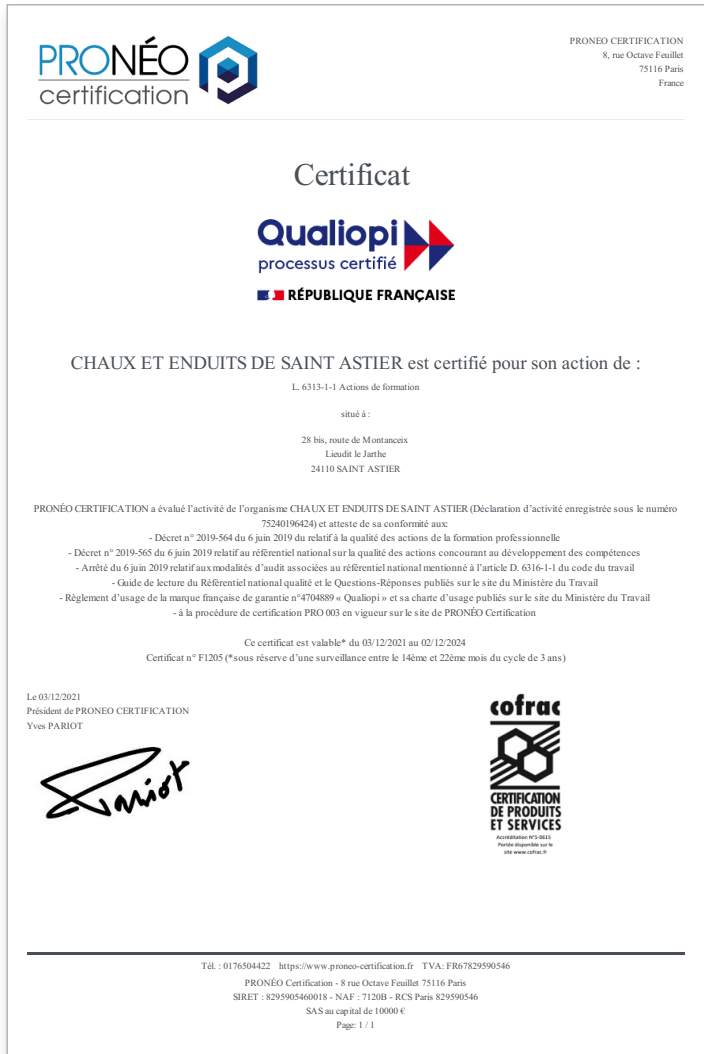 PRONÉO
certification
PRONEO CERTIFICATION
8, rue Octave Feuillet
75116 Paris
France
Certificat
Qualiopi
processus certifié
RÉPUBLIQUE FRANÇAISE
CHAUX ET ENDUITS DE SAINT ASTIER est certifié pour son action de :
L. 6313-1-1 Actions de formation
situé à :
28 bis, route de Montanceix
Lieudit le Jarthe
24110 SAINT ASTIER
PRONÉO CERTIFICATION a évalué l'activité de l'organisme CHAUX ET ENDUITS DE SAINT ASTIER (Déclaration d'activité enregistrée sous le numéro
75240196424) et atteste de sa conformité aux:
- Décret n° 2019-564 du 6 juin 2019 du relatif à la qualité des actions de la formation professionnelle
- Décret n° 2019-565 du 6 juin 2019 relatif au référentiel national sur la qualité des actions concourant au développement des compétences
- Arrêté du 6 juin 2019 relatif aux modalités d'audit associées au référentiel national mentionné à l'article D. 6316-1-1 du code du travail
- Guide de lecture du Référentiel national qualité et le Questions-Réponses publiés sur le site du Ministère du Travail
- Règlement d'usage de la marque française de garantie n°4704889 « Qualiopi » et sa charte d'usage publiés sur le site du Ministère du Travail
- à la procédure de certification PRO 003 en vigueur sur le site de PRONÉO Certification
Ce certificat est valable* du 03/12/2021 au 02/12/2024
Certificat n° F1205 (*sous réserve d'une surveillance entre le 14ème et 22ème mois du cycle de 3 ans)
Le 03/12/2021
Président de PRONEO CERTIFICATION
Yves PARIOT
Pariot
cofrac
CERTIFICATION
DE PRODUITS
ET SERVICES
Accréditation N°5-0615
Portée disponible sur le
site www.cofrac.fr
Tél. : 0176504422 https://www.proneo-certification.fr TVA: FR67829590546
PRONÉO Certification - 8 rue Octave Feuillet 75116 Paris
SIRET : 8295905460018 - NAF : 7120B - RCS Paris 829590546
SAS au capital de 10000 €
Page: 1 / 1